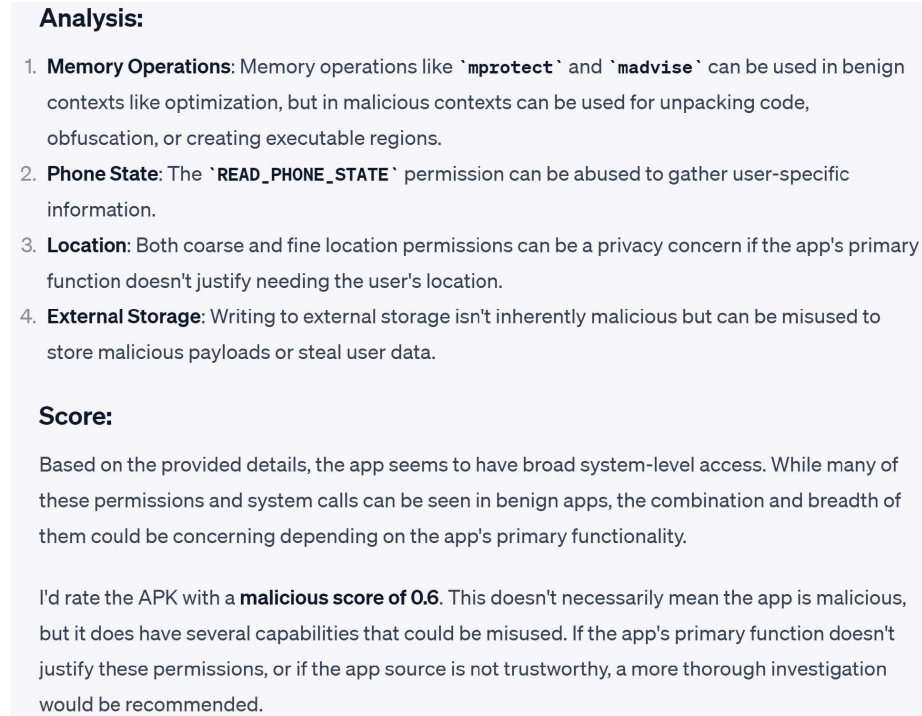 Analysis:
1. Memory Operations: Memory operations like `mprotect` and `madvise` can be used in benign
contexts like optimization, but in malicious contexts can be used for unpacking code,
obfuscation, or creating executable regions.
2. Phone State: The `READ_PHONE_STATE` permission can be abused to gather user-specific
information.
3. Location: Both coarse and fine location permissions can be a privacy concern if the app's primary
function doesn't justify needing the user's location.
4. External Storage: Writing to external storage isn't inherently malicious but can be misused to
store malicious payloads or steal user data.
Score:
Based on the provided details, the app seems to have broad system-level access. While many of
these permissions and system calls can be seen in benign apps, the combination and breadth of
them could be concerning depending on the app's primary functionality.
I'd rate the APK with a malicious score of 0.6. This doesn't necessarily mean the app is malicious,
but it does have several capabilities that could be misused. If the app's primary function doesn't
justify these permissions, or if the app source is not trustworthy, a more thorough investigation
would be recommended.